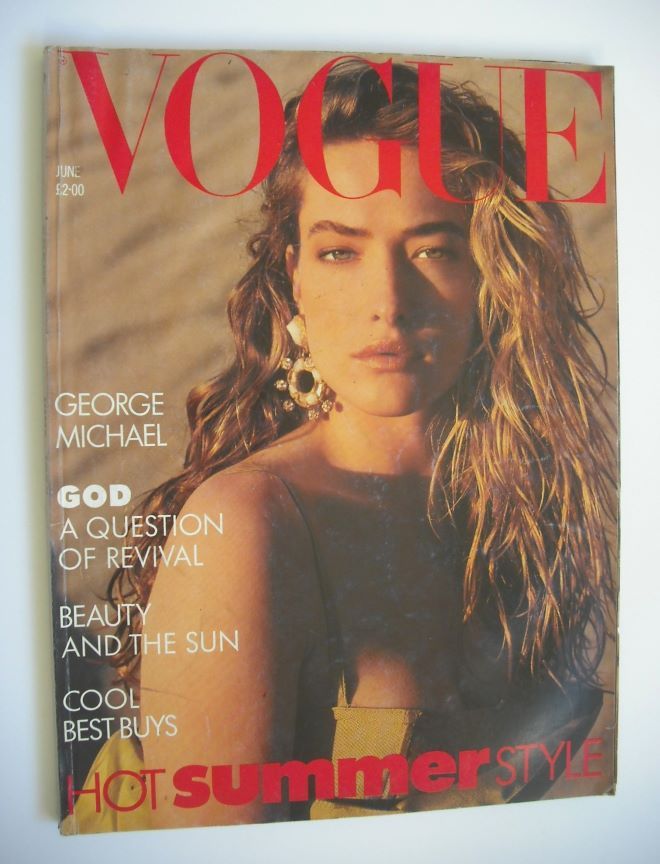 VOGUE
JUNE
£2·00
GEORGE
MICHAEL
GOD
A QUESTION
OF REVIVAL
BEAUTY
AND THE SUN
COOL
BEST BUYS
HOT summer STYLE